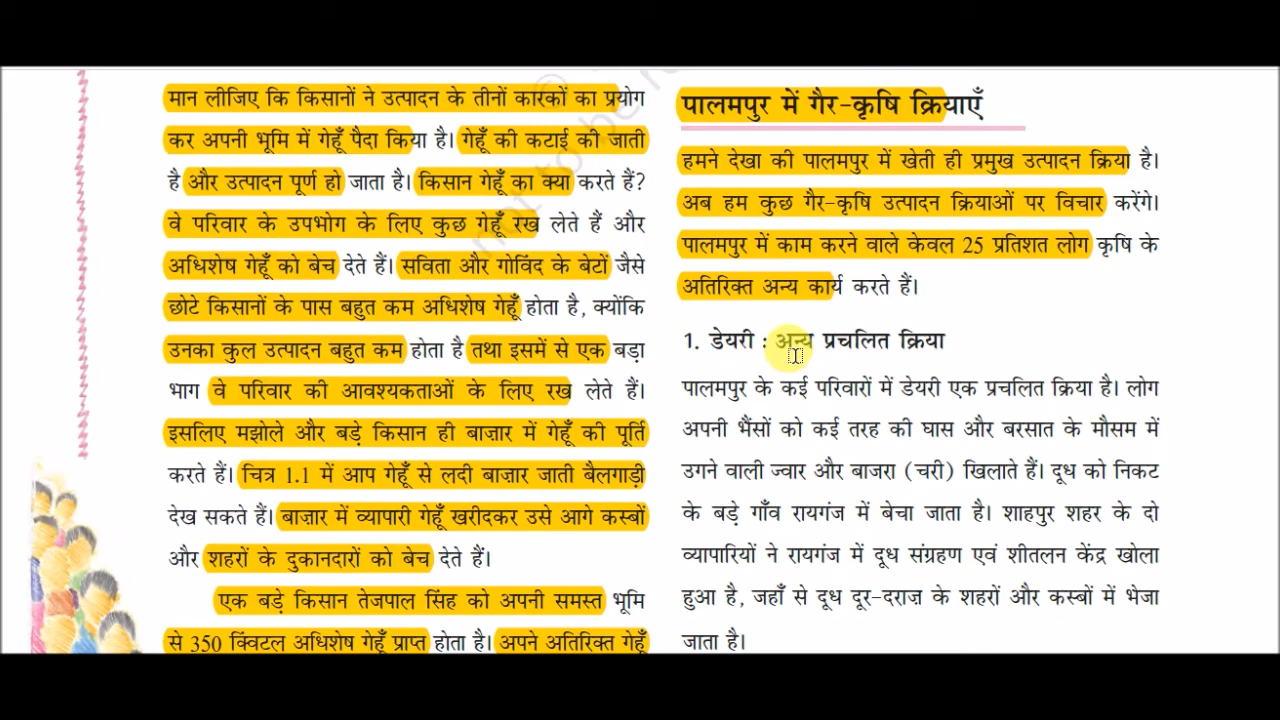 मान लीजिए कि किसानों ने उत्पादन के तीनों कारकों का प्रयोग
कर अपनी भूमि में गेहूँ पैदा किया है। गेहूँ की कटाई की जाती
है और उत्पादन पूर्ण हो जाता है। किसान गेहूँ का क्या करते हैं?
वे परिवार के उपभोग के लिए कुछ गेहूँ रख लेते हैं और
अधिशेष गेहूँ को बेच देते हैं। सविता और गोविंद के बेटों जैसे
छोटे किसानों के पास बहुत कम अधिशेष गेहूँ होता है, क्योंकि
उनका कुल उत्पादन बहुत कम होता है तथा इसमें से एक बड़ा
भाग वे परिवार की आवश्यकताओं के लिए रख लेते हैं।
इसलिए मझोले और बड़े किसान ही बाज़ार में गेहूँ की पूर्ति
करते हैं। चित्र 1.1 में आप गेहूँ से लदी बाज़ार जाती बैलगाड़ी
देख सकते हैं। बाज़ार में व्यापारी गेहूँ खरीदकर उसे आगे कस्बों
और शहरों के दुकानदारों को बेच देते हैं।
एक बड़े किसान तेजपाल सिंह को अपनी समस्त भूमि
से 350 क्विंटल अधिशेष गेहूँ प्राप्त होता है। अपने अतिरिक्त गेहूँ
पालमपुर में गैर-कृषि क्रियाएँ
हमने देखा की पालमपुर में खेती ही प्रमुख उत्पादन क्रिया है।
अब हम कुछ गैर-कृषि उत्पादन क्रियाओं पर विचार करेंगे।
पालमपुर में काम करने वाले केवल 25 प्रतिशत लोग कृषि के
अतिरिक्त अन्य कार्य करते हैं।
1. डेयरी : अन्य प्रचलित क्रिया
पालमपुर के कई परिवारों में डेयरी एक प्रचलित क्रिया है। लोग
अपनी भैंसों को कई तरह की घास और बरसात के मौसम में
उगने वाली ज्वार और बाजरा (चरी) खिलाते हैं। दूध को निकट
के बड़े गाँव रायगंज में बेचा जाता है। शाहपुर शहर के दो
व्यापारियों ने रायगंज में दूध संग्रहण एवं शीतलन केंद्र खोला
हुआ है, जहाँ से दूध दूर-दराज़ के शहरों और कस्बों में भेजा
जाता है।
not to be re